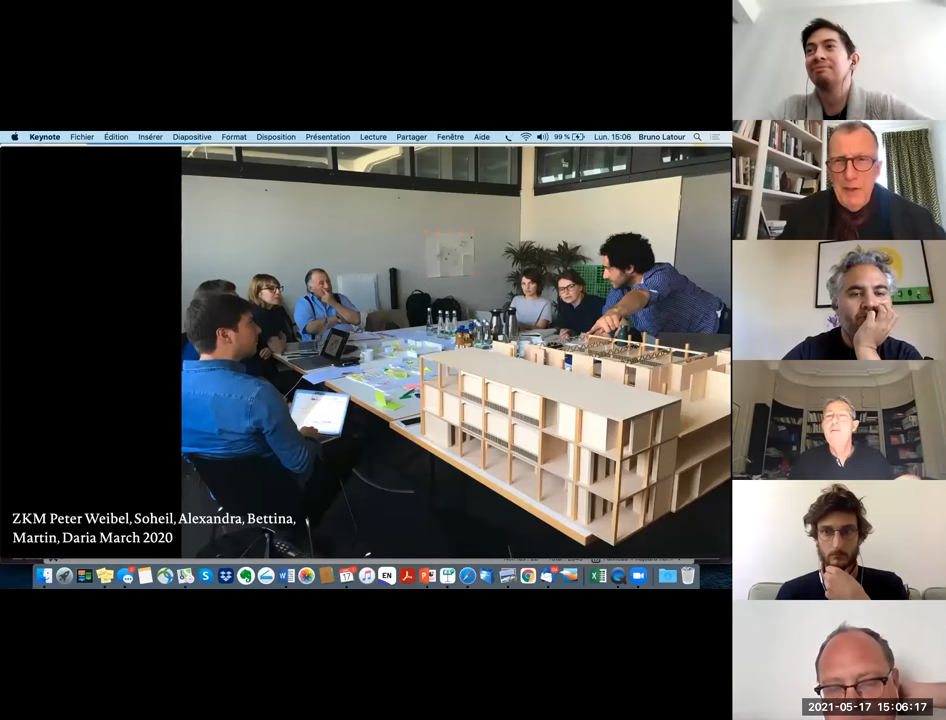 Keynote Fichier Édition Insérer Diapositive Format Disposition Présentation Lecture Partager Fenêtre Aide 99 % Lun. 15:06 Bruno Latour
ZKM Peter Weibel, Soheil, Alexandra, Bettina,
Martin, Daria March 2020
17 EN
2021-05-17 15:06:17